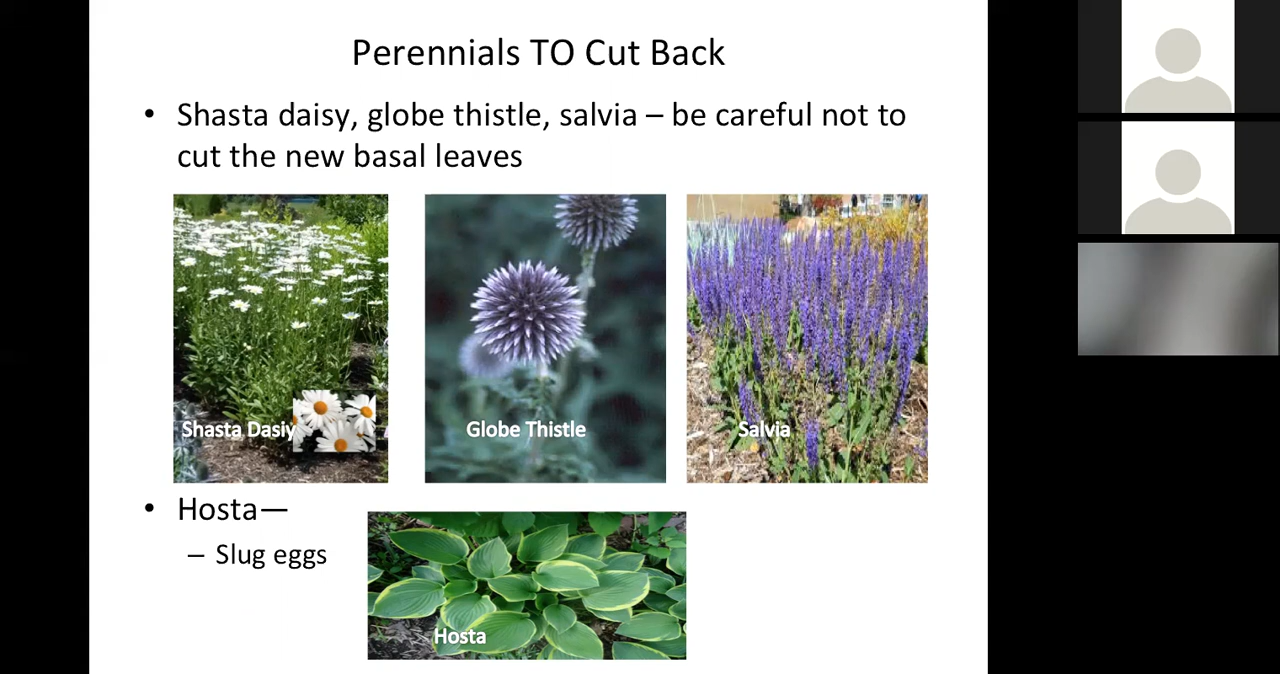 Perennials TO Cut Back
• Shasta daisy, globe thistle, salvia – be careful not to
cut the new basal leaves
Shasta Dasiy
Globe Thistle
Salvia
• Hosta—
– Slug eggs
Hosta